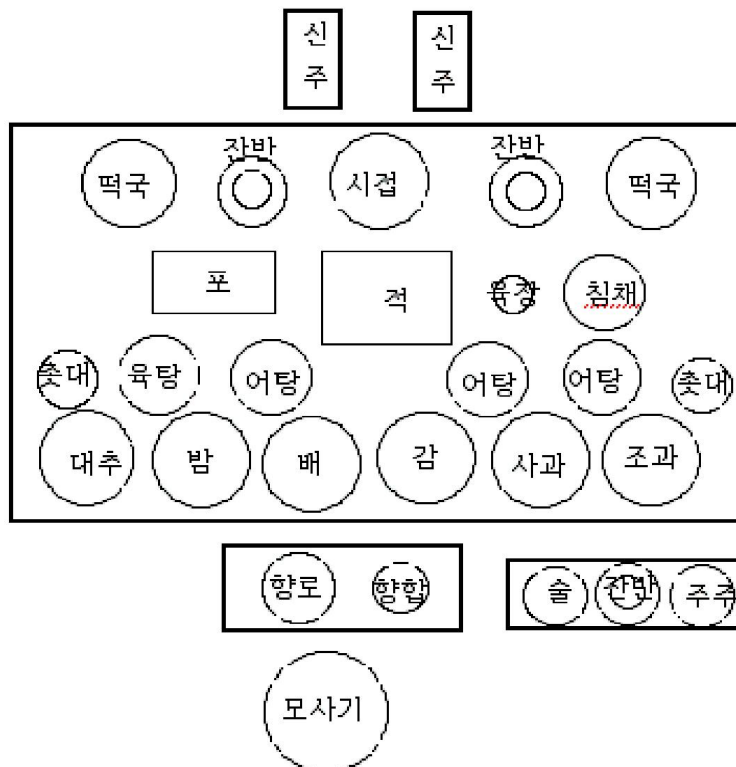 신주
신주
잔반
잔반
떡국
시접
떡국
포
적
육장
침채
촛대
육탕
어탕
어탕
어탕
촛대
대추
밤
배
감
사과
조과
향로
향합
술
잔반
주주
모사기